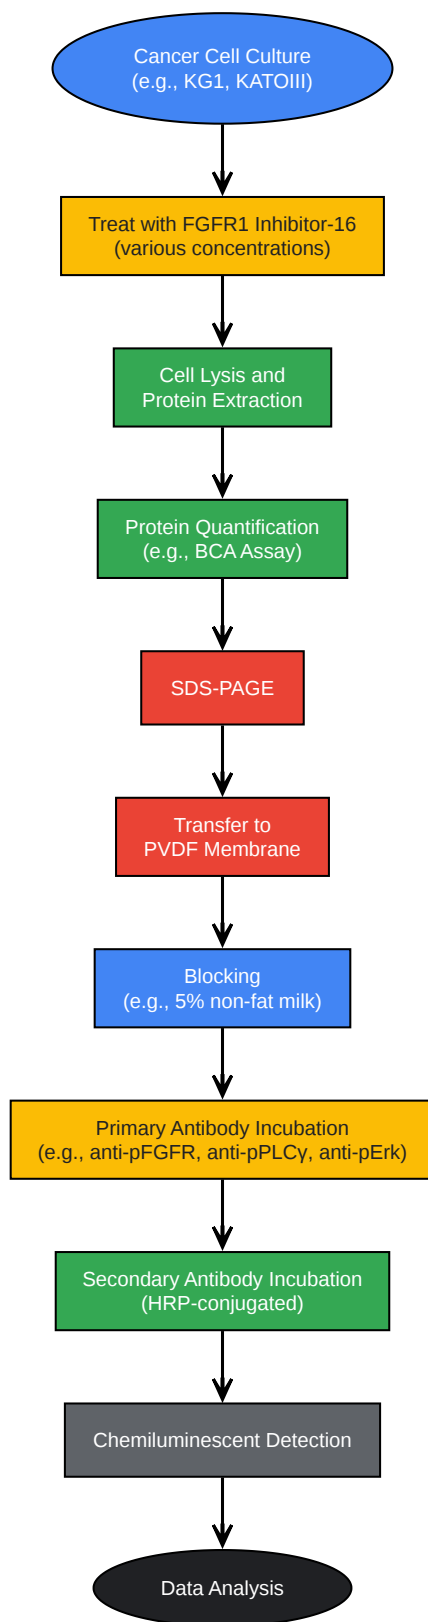 Cancer Cell Culture
(e.g., KG1, KATOIII)
Treat with FGFR1 Inhibitor-16
(various concentrations)
Cell Lysis and
Protein Extraction
Protein Quantification
(e.g., BCA Assay)
SDS-PAGE
Transfer to
PVDF Membrane
Blocking
(e.g., 5% non-fat milk)
Primary Antibody Incubation
(e.g., anti-pFGFR, anti-pPLCγ, anti-pErk)
Secondary Antibody Incubation
(HRP-conjugated)
Chemiluminescent Detection
Data Analysis